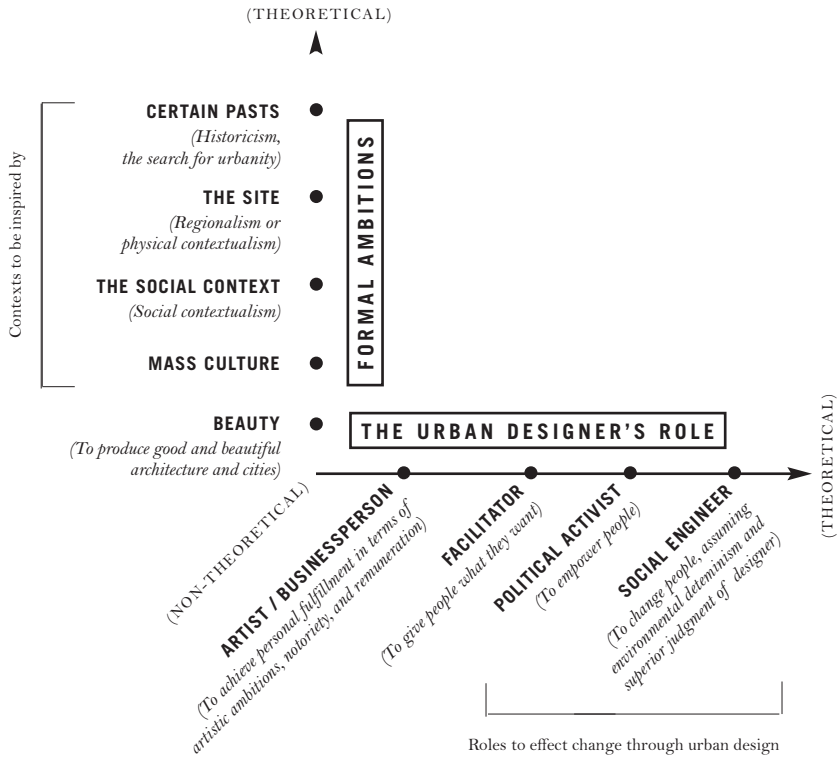 (THEORETICAL)
CERTAIN PASTS
(Historicism,
the search for urbanity)
THE SITE
(Regionalism or
physical contextualism)
THE SOCIAL CONTEXT
(Social contextualism)
MASS CULTURE
BEAUTY
(To produce good and beautiful
architecture and cities)
Contexts to be inspired by
FORMAL AMBITIONS
THE URBAN DESIGNER’S ROLE
(THEORETICAL)
(NON-THEORETICAL)
ARTIST / BUSINESSPERSON
(To achieve personal fulfillment in terms of
artistic ambitions, notoriety, and remuneration)
FACILITATOR
(To give people what they want)
POLITICAL ACTIVIST
(To empower people)
SOCIAL ENGINEER
(To change people, assuming
environmental deteminism and
superior judgment of designer)
Roles to effect change through urban design